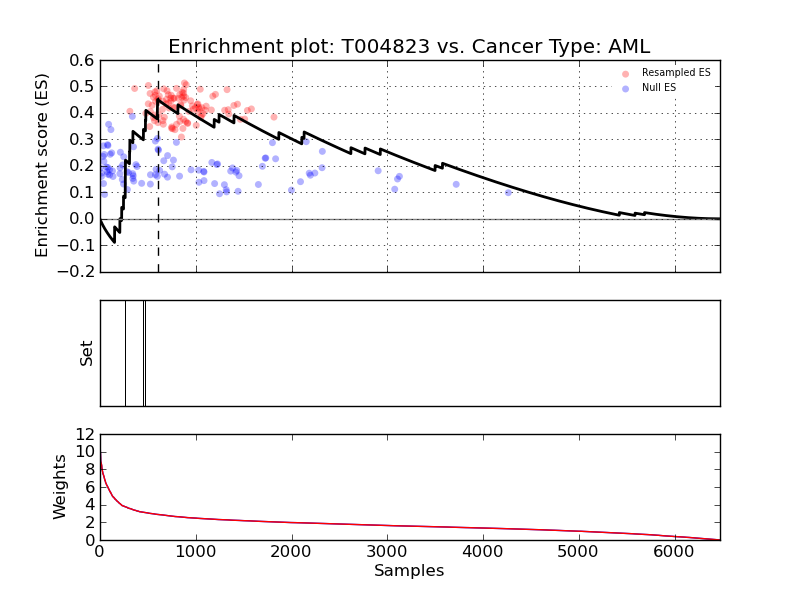 Enrichment plot: T004823 vs. Cancer Type: AML
0.6
0.5
0.4
0.3
0.2
0.1
0.0
−0.1
−0.2
Enrichment score (ES)
Resampled ES
Null ES
Set
12
10
8
6
4
2
0
Weights
0 1000 2000 3000 4000 5000 6000
Samples